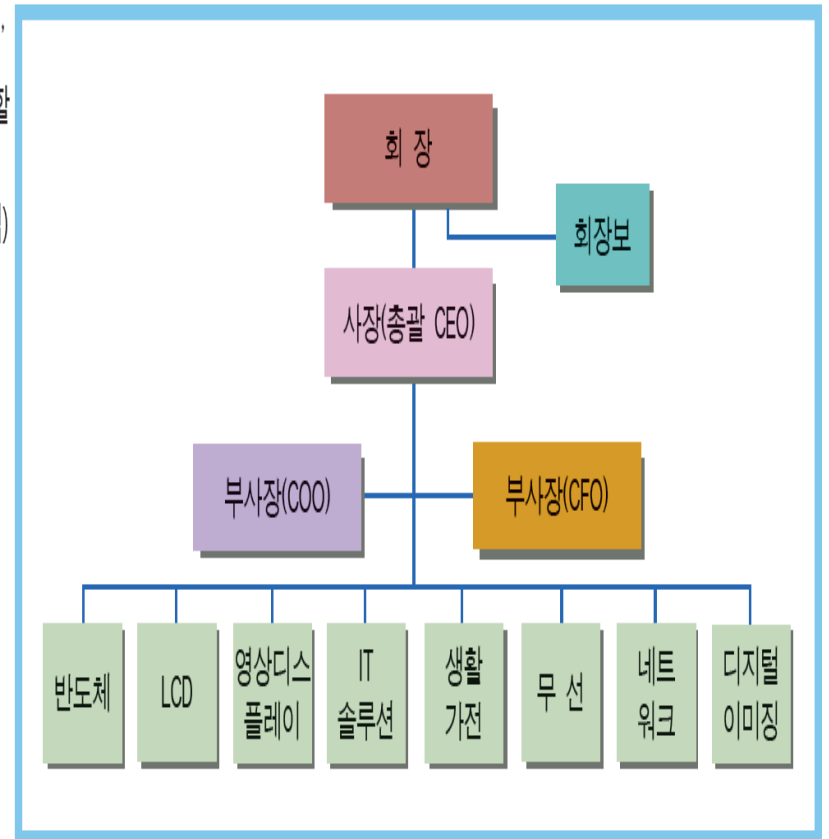 ,
할
)
회 장
회장보
사장(총괄 CEO)
부사장(COO)
부사장(CFO)
반도체
LCD
영상디스
플레이
IT
솔루션
생활
가전
무 선
네트
워크
디지털
이미징